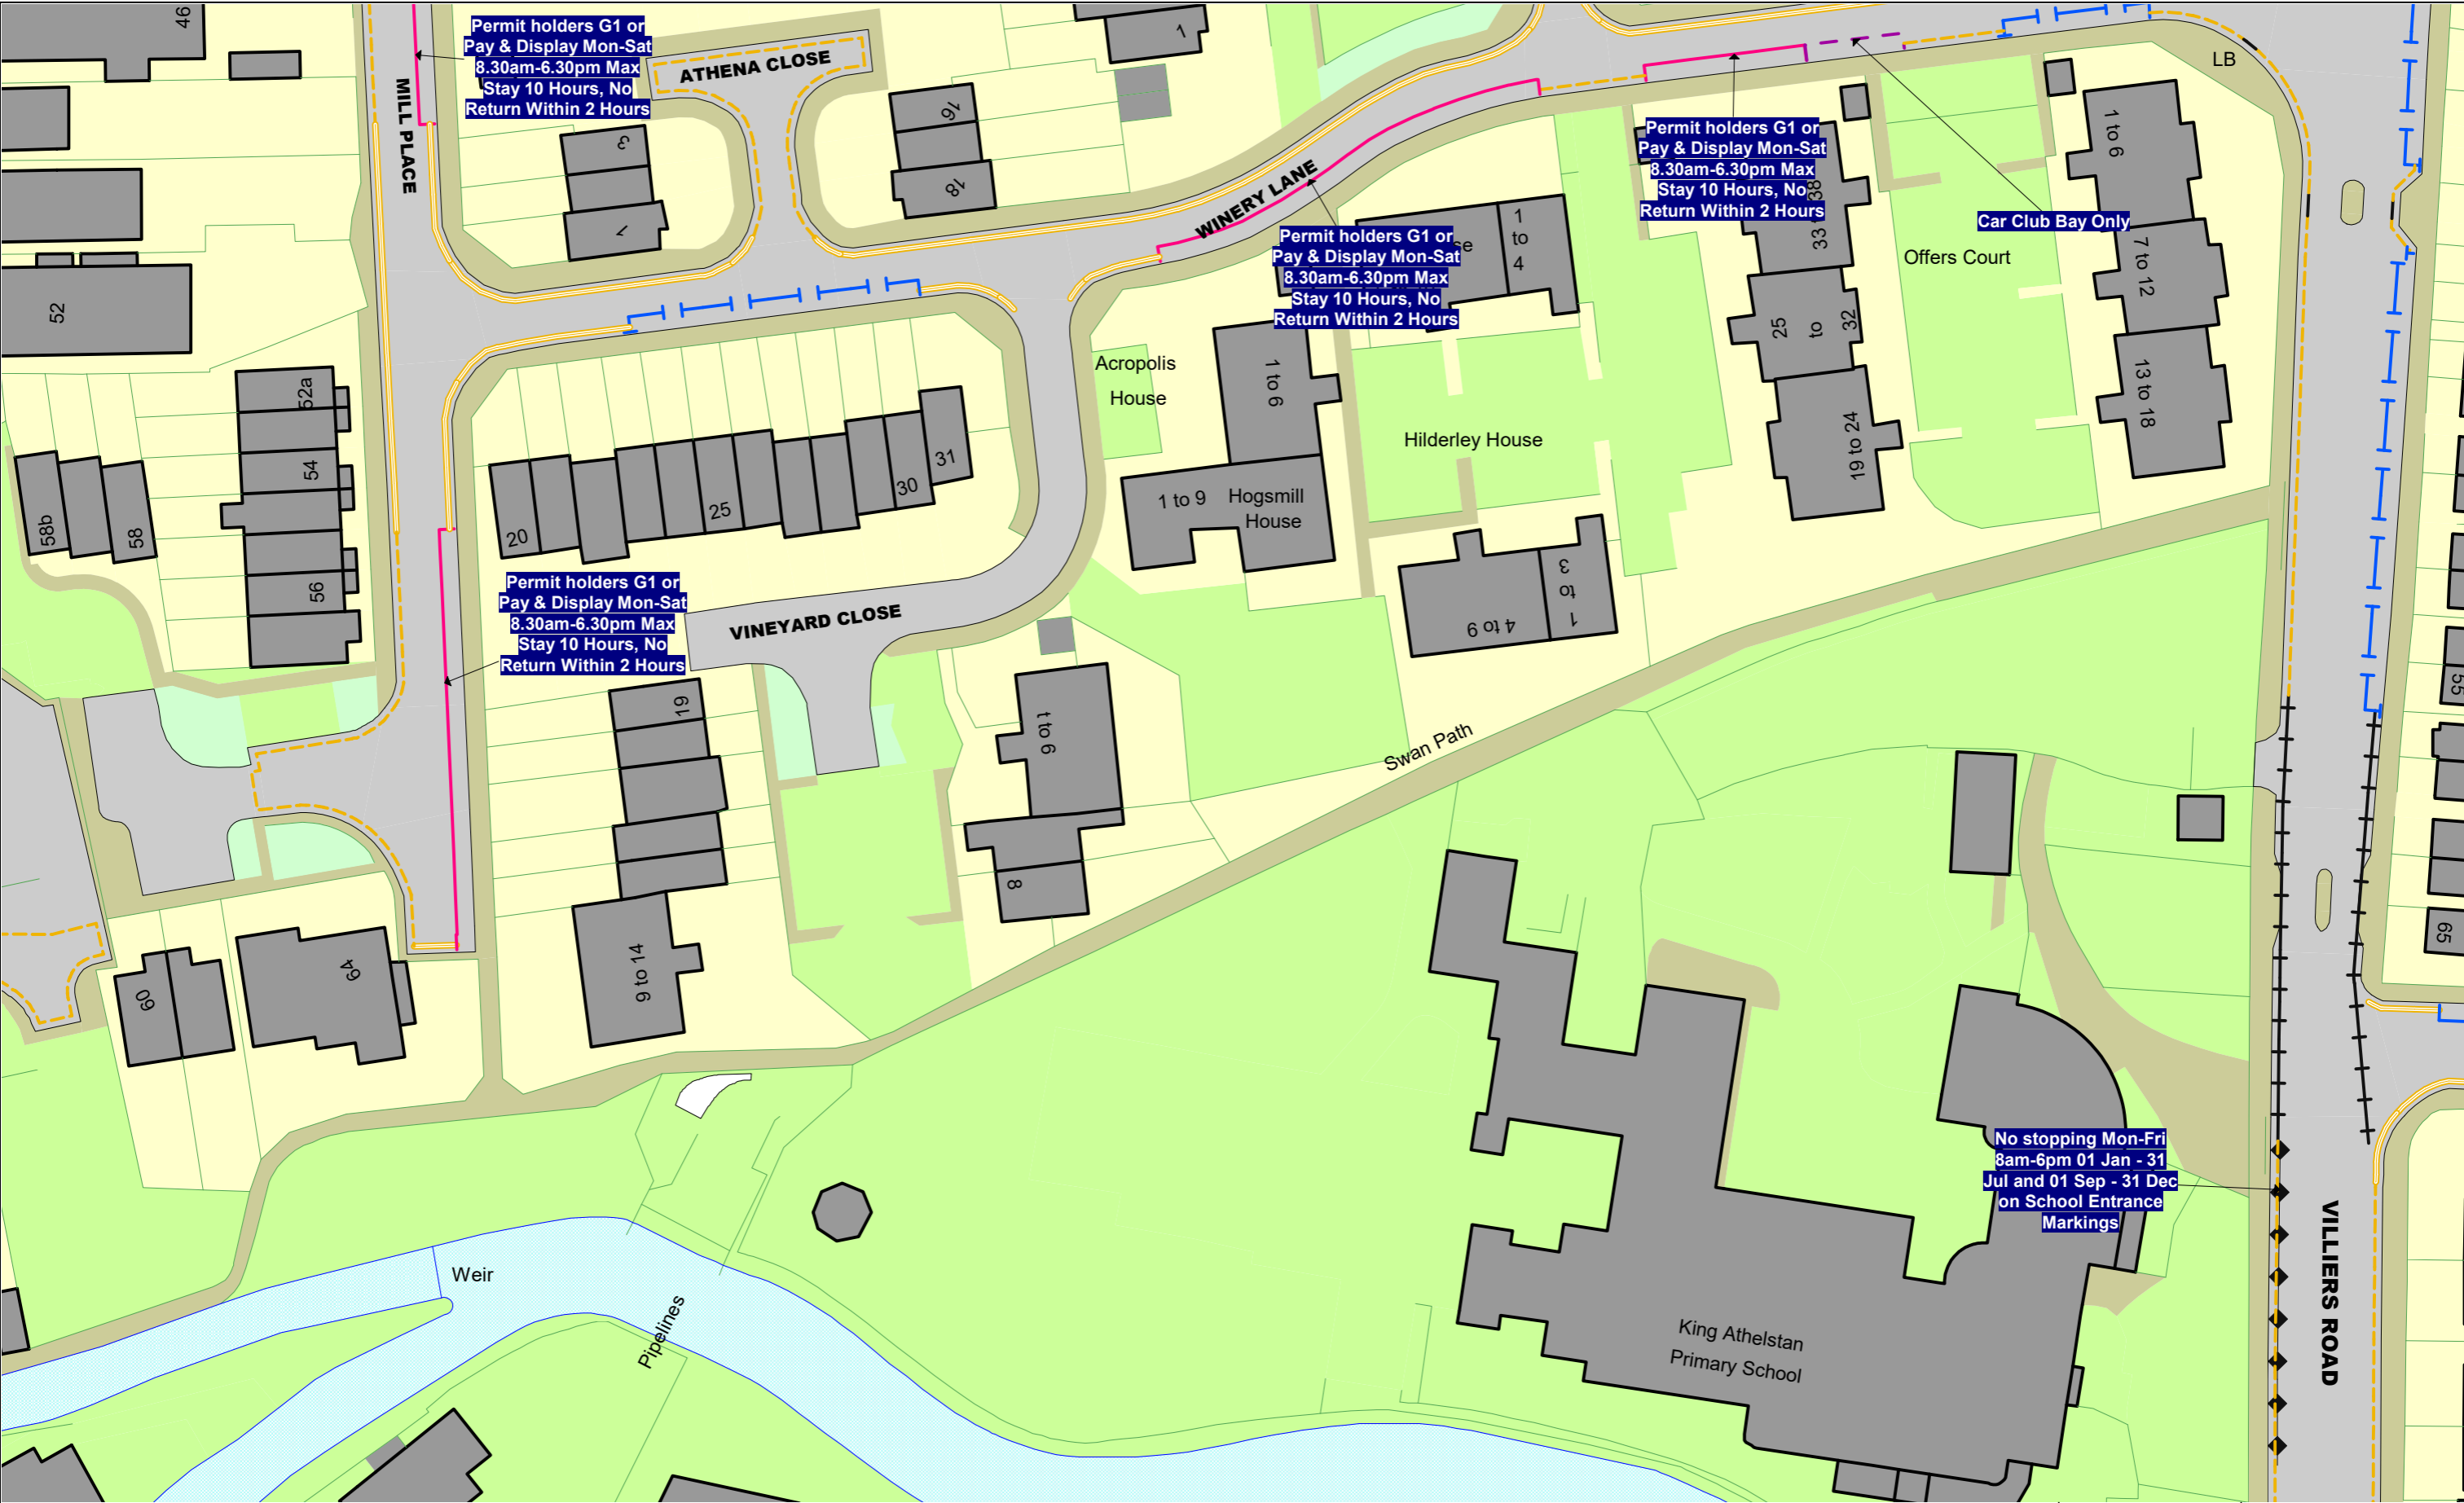 46
Permit holders G1 or
Pay & Display Mon-Sat
8.30am-6.30pm Max
Stay 10 Hours, No
Return Within 2 Hours
MILL PLACE
ATHENA CLOSE
3
1
16
18
1
WINERY LANE
Permit holders G1 or
Pay & Display Mon-Sat
8.30am-6.30pm Max
Stay 10 Hours, No
Return Within 2 Hours
Permit holders G1 or
Pay & Display Mon-Sat
8.30am-6.30pm Max
Stay 10 Hours, No
Return Within 2 Hours
Car Club Bay Only
LB
1 to 6
7 to 12
13 to 18
Offers Court
33
38
25
to
32
19 to 24
se
1
to
4
52
52a
54
56
58b
58
20
25
30
31
Acropolis
House
1 to 6
Hilderley House
1 to 9
Hogsmill
House
4 to 9
1
to
3
Permit holders G1 or
Pay & Display Mon-Sat
8.30am-6.30pm Max
Stay 10 Hours, No
Return Within 2 Hours
VINEYARD CLOSE
19
t to 6
8
9 to 14
Swan Path
55
65
60
64
No stopping Mon-Fri
8am-6pm 01 Jan - 31
Jul and 01 Sep - 31 Dec
on School Entrance
Markings
VILLIERS ROAD
Weir
Pipelines
King Athelstan
Primary School